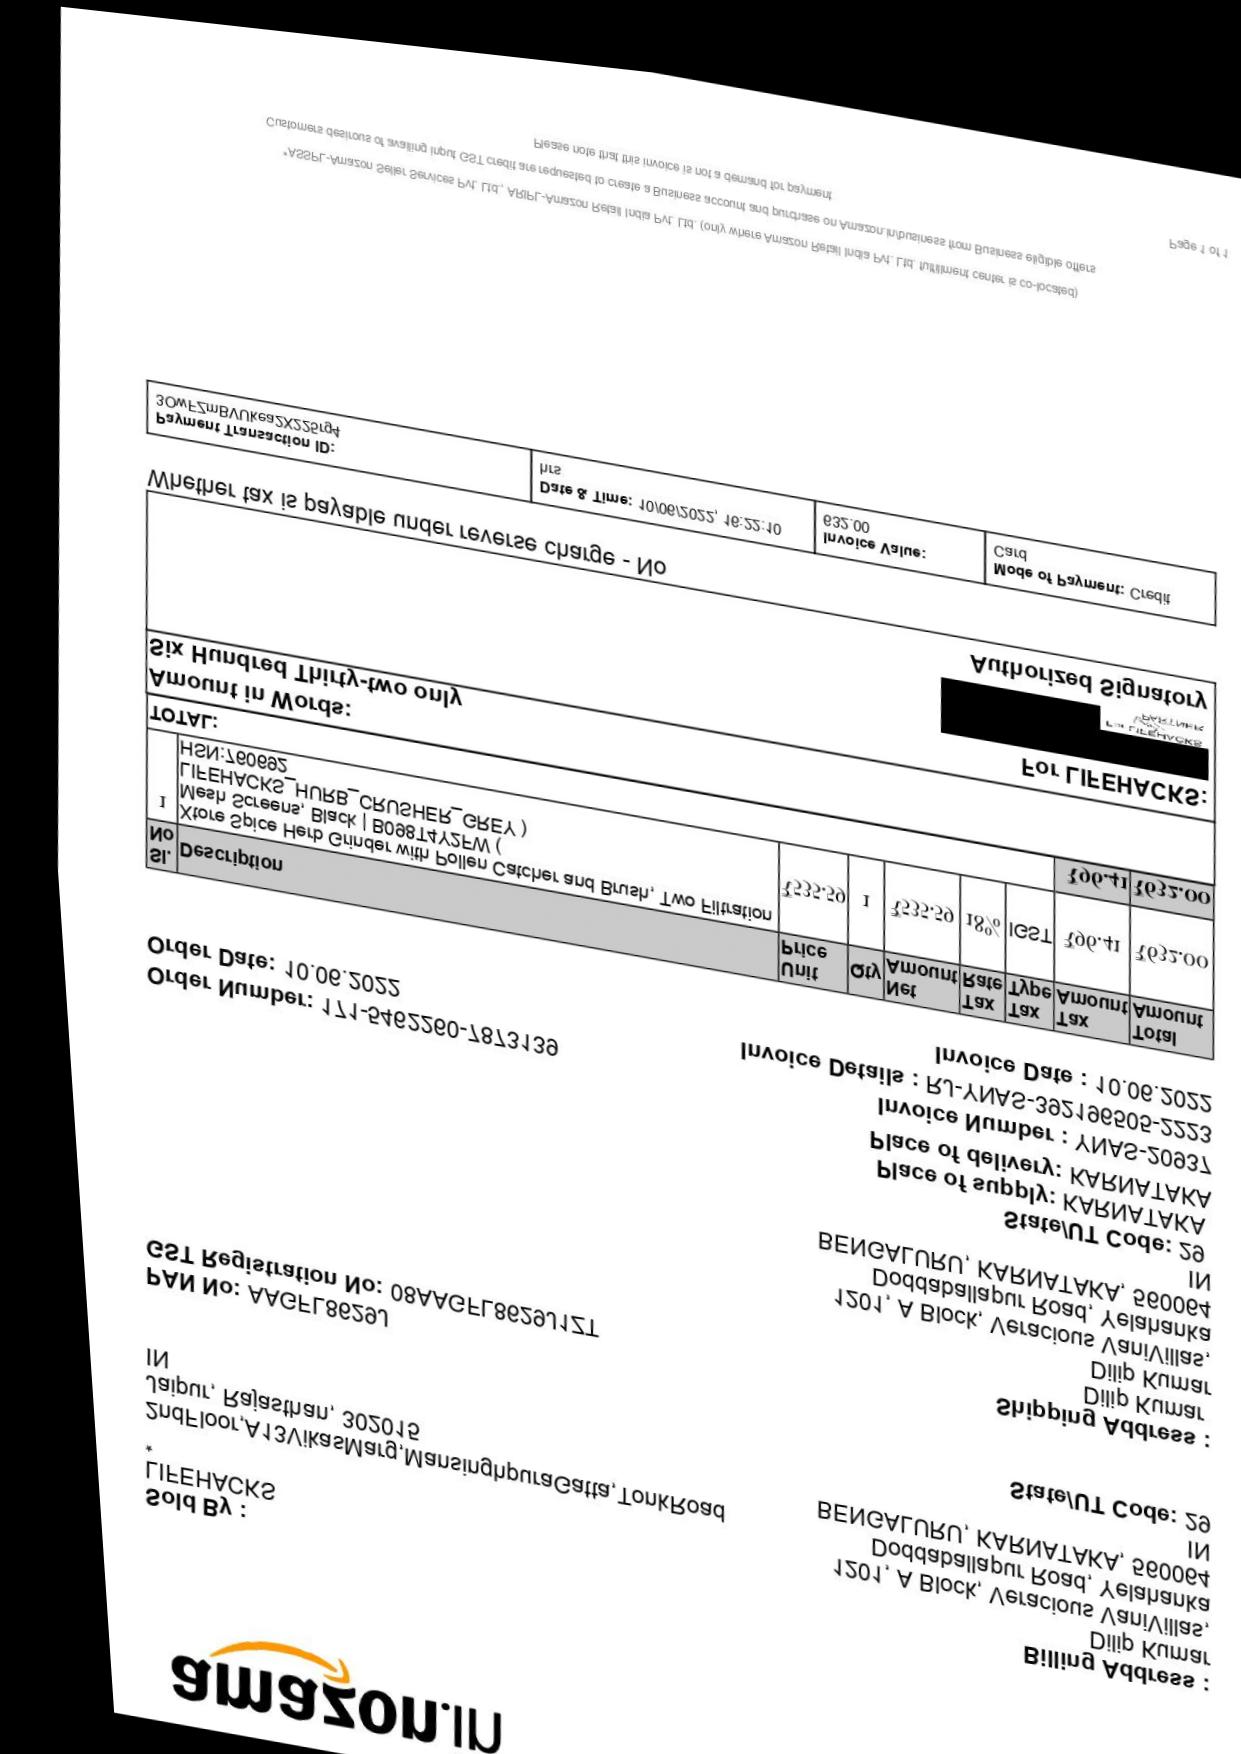 amazon.in
Sold By :
LIFEHACKS
*
2ndFloor,A13VikasMarg,MansinghpuraGatta,TonkRoad
Jaipur, Rajasthan, 302015
IN
PAN No: AAGFL8629J
GST Registration No: 08AAGFL8629J1ZT
Billing Address :
Dilip Kumar
1201, A Block, Veracious VaniVillas,
Doddaballapur Road, Yelahanka
BENGALURU, KARNATAKA, 560064
IN
State/UT Code: 29
Shipping Address :
Dilip Kumar
Dilip Kumar
1201, A Block, Veracious VaniVillas,
Doddaballapur Road, Yelahanka
BENGALURU, KARNATAKA, 560064
IN
State/UT Code: 29
Place of supply: KARNATAKA
Place of delivery: KARNATAKA
Order Number: 171-5462260-7873139
Order Date: 10.06.2022
Invoice Number : YNAS-20937
Invoice Details : RJ-YNAS-392196505-2223
Invoice Date : 10.06.2022
Sl. No Description Unit Price Qty Net Amount Tax Rate Tax Type Tax Amount Total Amount
1 Xtore Spice Herb Grinder with Pollen Catcher and Brush, Two Filtration ₹535.59 1 ₹535.59 18% IGST ₹96.41 ₹632.00
Mesh Screens, Black | B098T4Y2FW (
LIFEHACKS_HURB_CRUSHER_GREY )
HSN:760692
TOTAL: ₹96.41 ₹632.00
Amount in Words:
Six Hundred Thirty-two only
For LIFEHACKS:
For LIFEHACKS
PARTNER
Authorized Signatory
Whether tax is payable under reverse charge - No
Payment Transaction ID:
3OwFZmBVUkea2X225rg4
Date & Time: 10/06/2022, 16:22:10
hrs
Invoice Value:
632.00
Mode of Payment: Credit
Card
*ASSPL-Amazon Seller Services Pvt. Ltd., ARIPL-Amazon Retail India Pvt. Ltd. (only where Amazon Retail India Pvt. Ltd. fulfillment center is co-located)
Customers desirous of availing input GST credit are requested to create a Business account and purchase on Amazon.in/business from Business eligible offers
Please note that this invoice is not a demand for payment
Page 1 of 1